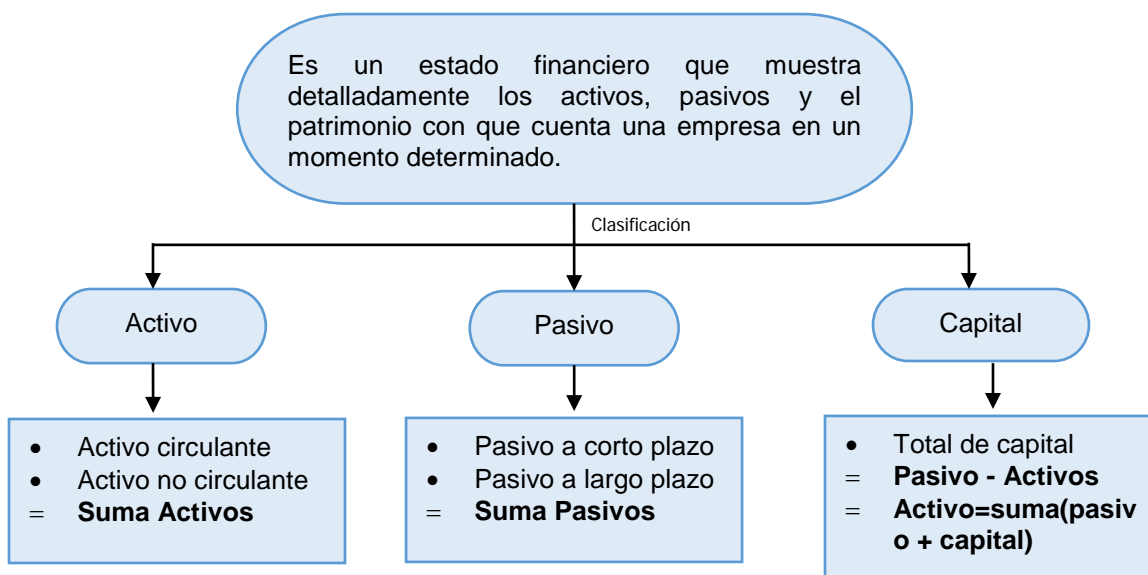 Es un estado financiero que muestra
detalladamente los activos, pasivos y el
patrimonio con que cuenta una empresa en un
momento determinado.
Clasificación
Activo
Pasivo
Capital
• Activo circulante
• Activo no circulante
= Suma Activos
• Pasivo a corto plazo
• Pasivo a largo plazo
= Suma Pasivos
• Total de capital
= Pasivo - Activos
= Activo=suma(pasiv
o + capital)